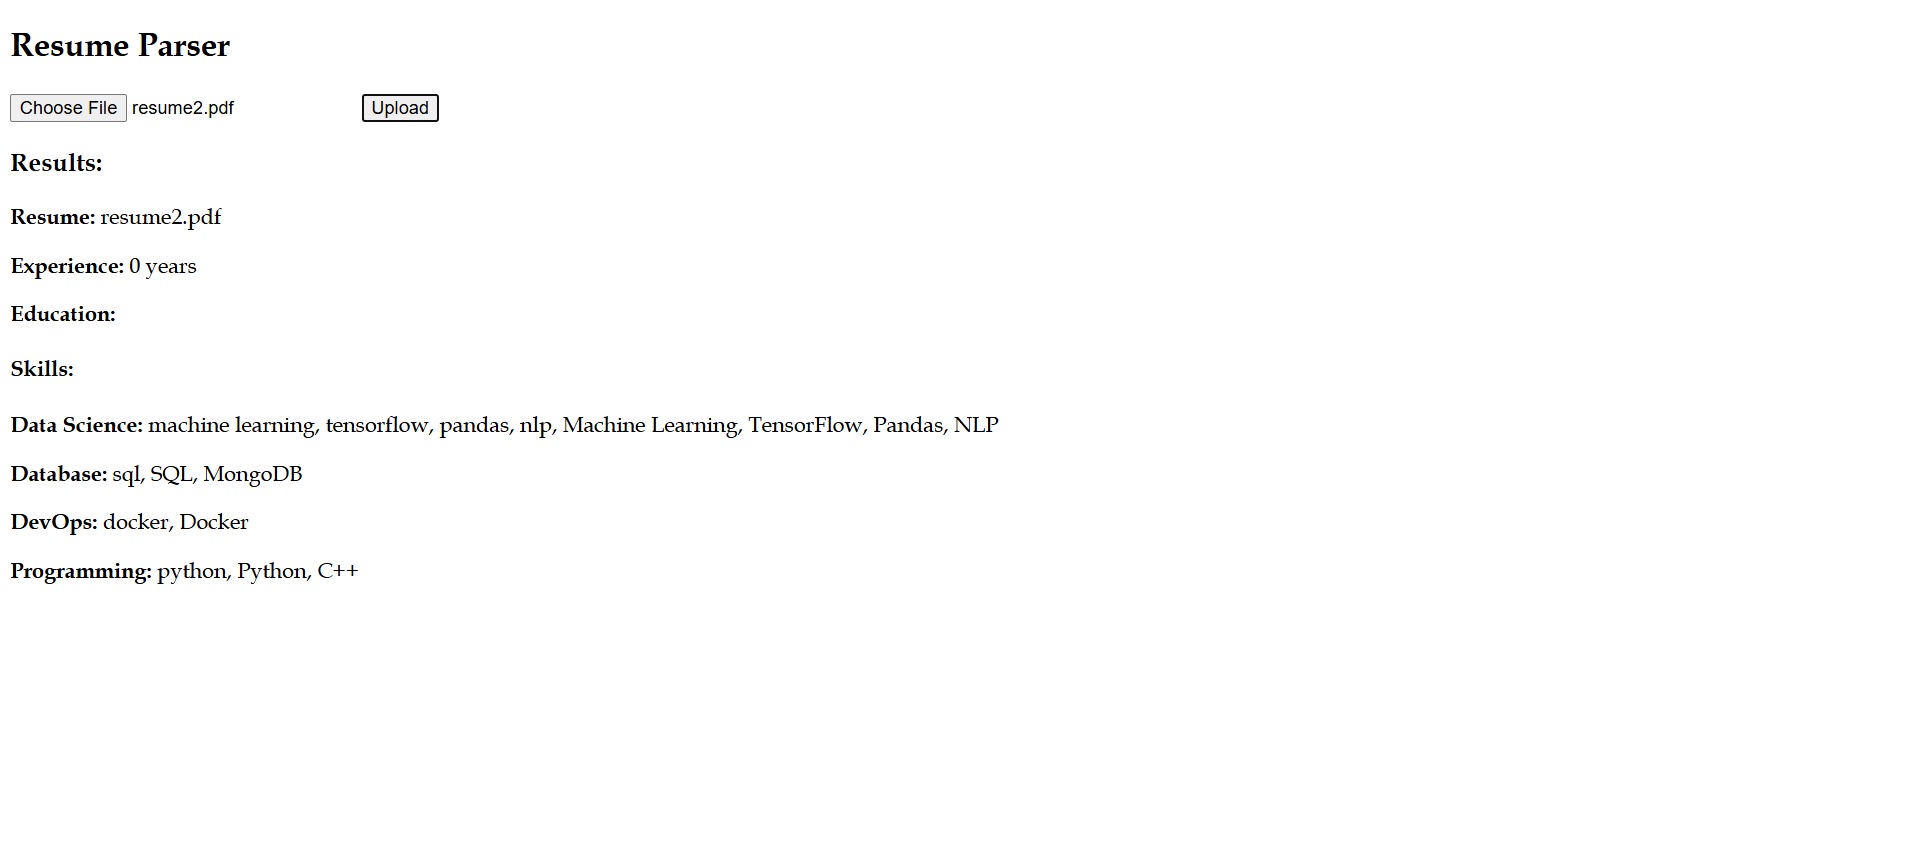 Resume Parser
Choose File resume2.pdf Upload
Results:
Resume: resume2.pdf
Experience: 0 years
Education:
Skills:
Data Science: machine learning, tensorflow, pandas, nlp, Machine Learning, TensorFlow, Pandas, NLP
Database: sql, SQL, MongoDB
DevOps: docker, Docker
Programming: python, Python, C++